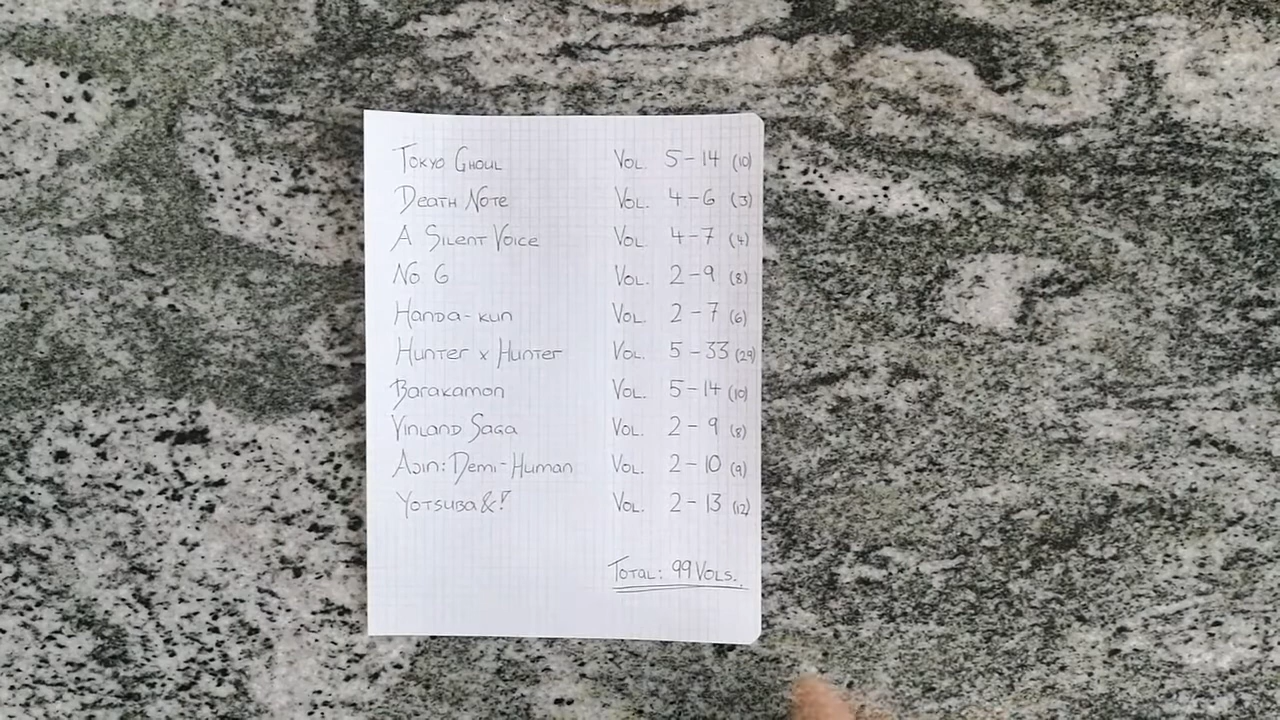 Tokyo Ghoul Vol. 5-14 (10)
Death Note Vol. 4-6 (3)
A Silent Voice Vol. 4-7 (4)
No 6 Vol. 2-9 (8)
Handa-kun Vol. 2-7 (6)
Hunter x Hunter Vol. 5-33 (29)
Barakamon Vol. 5-14 (10)
Vinland Saga Vol. 2-9 (8)
Ajin: Demi-Human Vol. 2-10 (9)
Yotsuba&! Vol. 2-13 (12)
Total: 99 Vols.